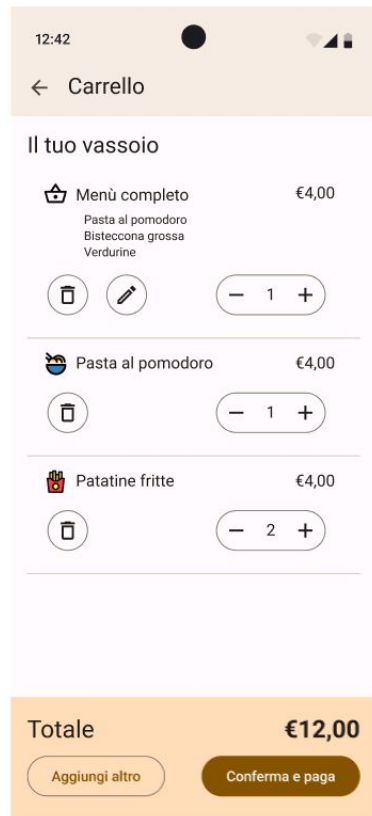 12:42
Carrello
Il tuo vassoio
Menù completo €4,00
Pasta al pomodoro
Bisteccona grossa
Verdurine
1
Pasta al pomodoro €4,00
1
Patatine fritte €4,00
2
Totale €12,00
Aggiungi altro Conferma e paga